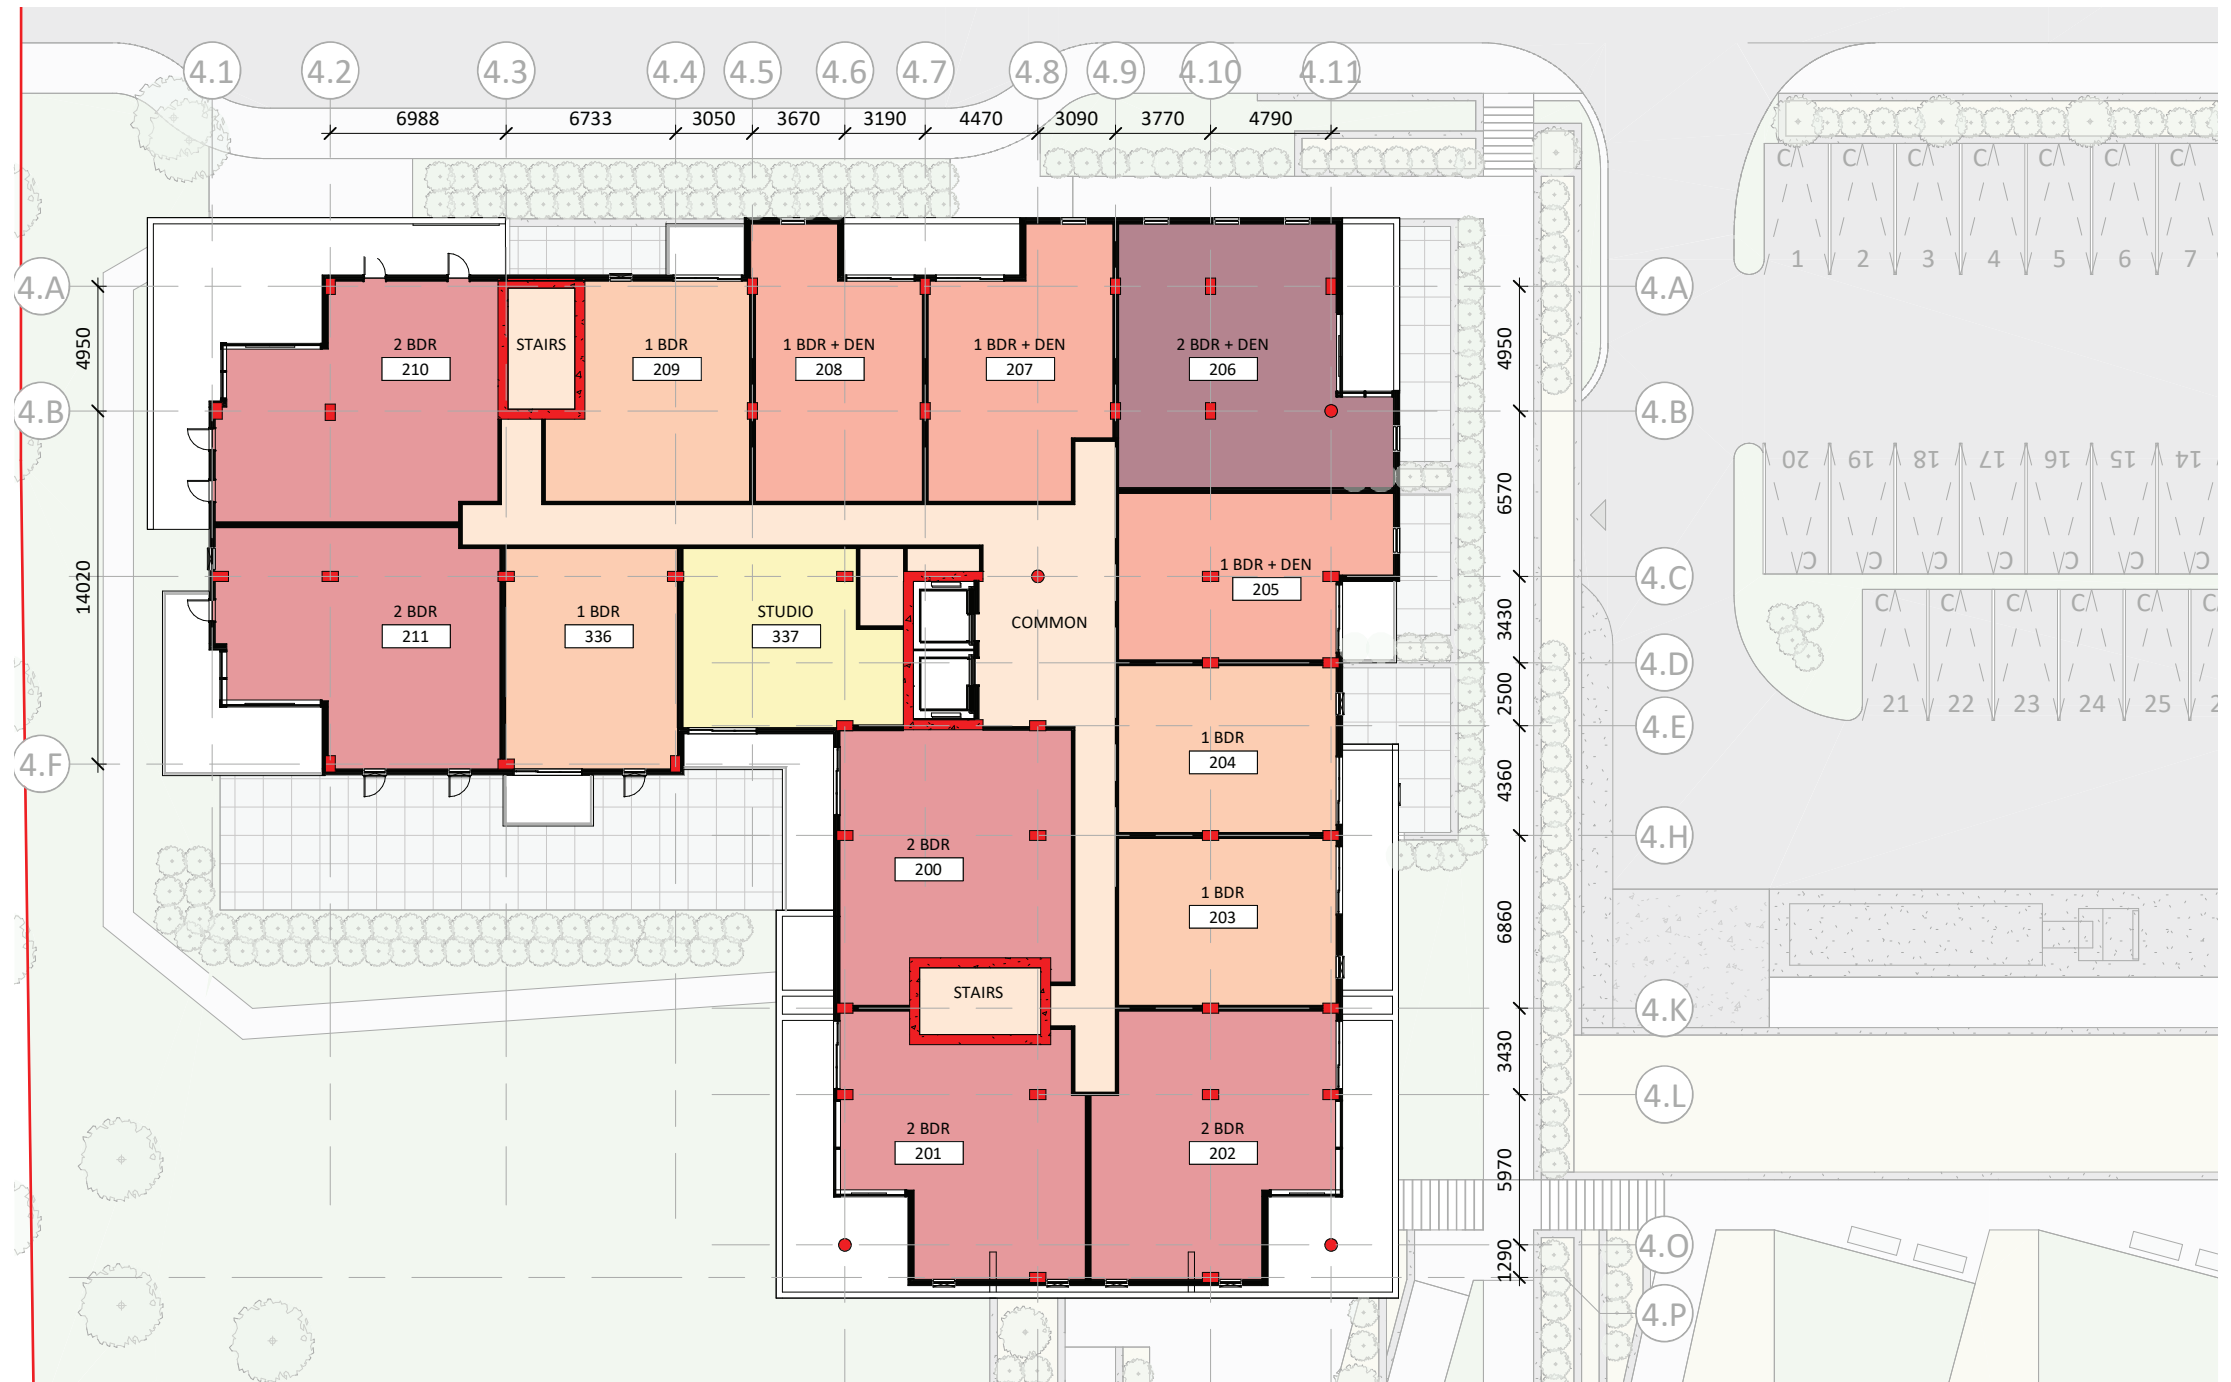 4.1 4.2 4.3 4.4 4.5 4.6 4.7 4.8 4.9 4.10 4.11
6988 6733 3050 3670 3190 4470 3090 3770 4790
C C C C C C C
1 2 3 4 5 6 7
4.A 4.A
4950 4950
2 BDR
210
STAIRS
1 BDR
209
1 BDR + DEN
208
1 BDR + DEN
207
2 BDR + DEN
206
4.B 4.B
20 19 18 17 16 15 14
6570
C C C C C C C
4.C
14020
1 BDR + DEN
205
3430
C C C C C
2 BDR
211
1 BDR
336
STUDIO
337
COMMON
4.D
2500
21 22 23 24 25 2
4.E
1 BDR
204
4.F
4360
4.H
2 BDR
200
1 BDR
203
6860
STAIRS
4.K
3430
4.L
2 BDR
201
2 BDR
202
5970
4.O
1290
4.P